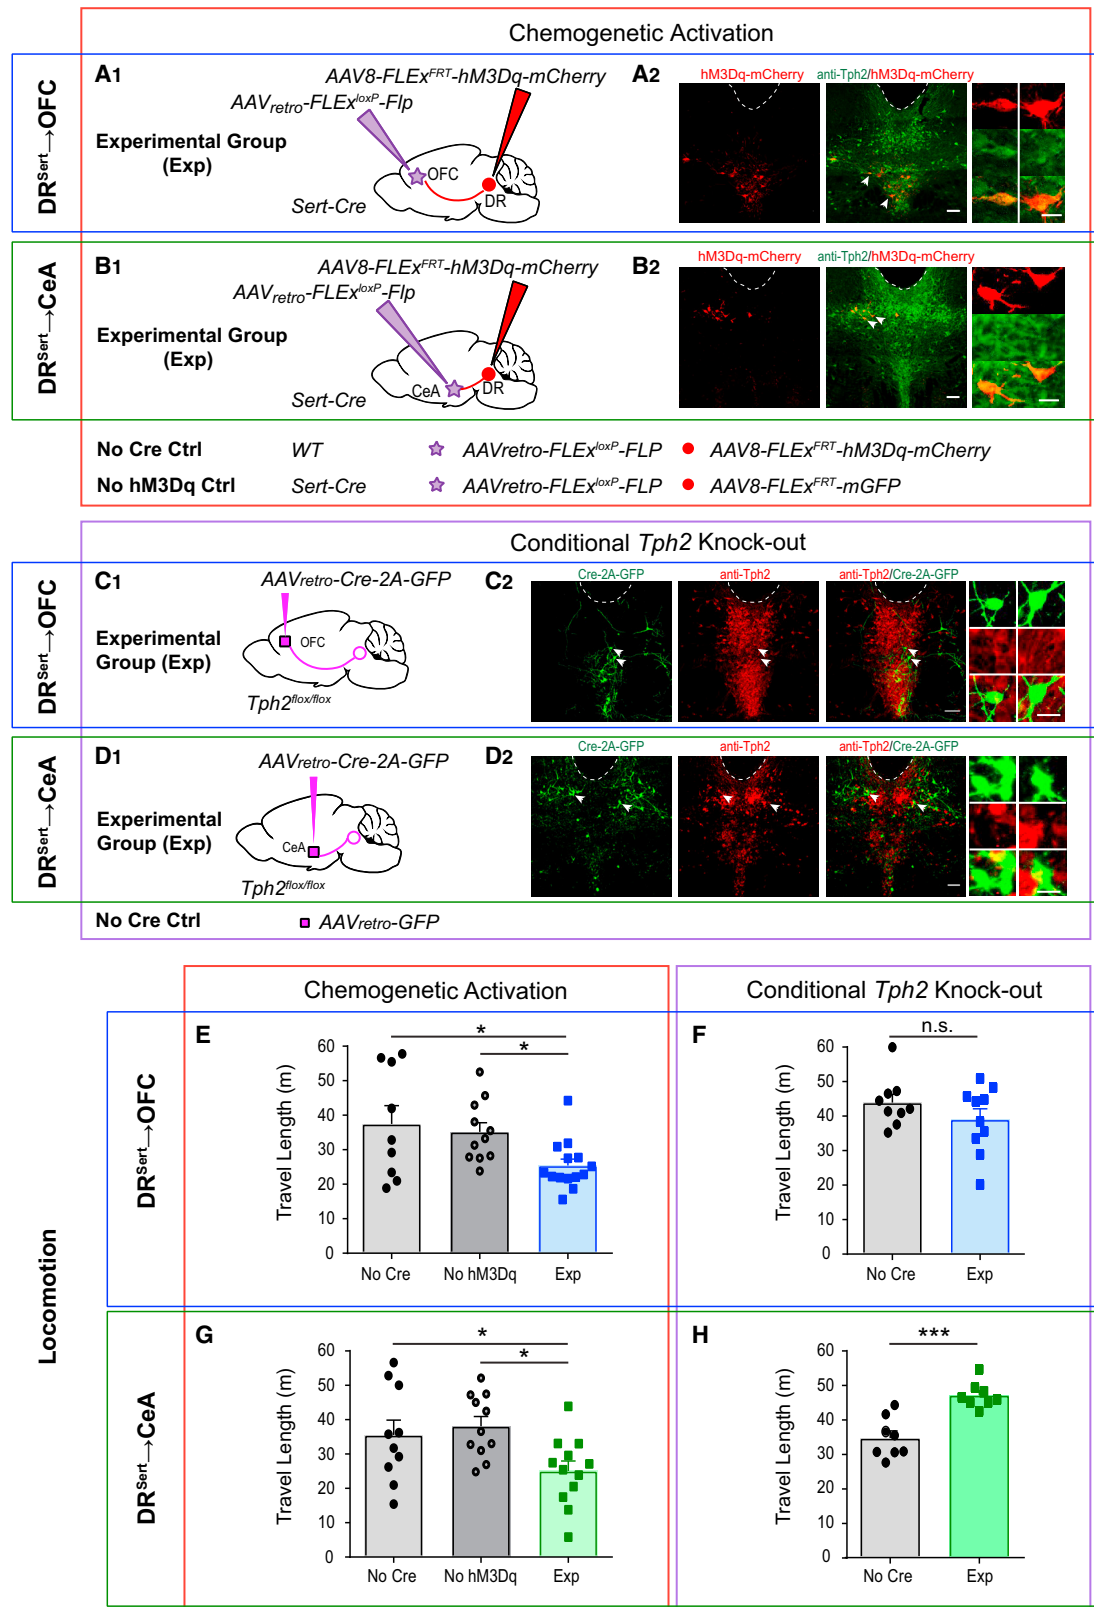 Chemogenetic Activation
DRSert→OFC
A1
AAV8-FLExFRT-hM3Dq-mCherry
AAVretro-FLExloxP-Flp
Experimental Group
(Exp)
OFC
DR
Sert-Cre
A2
hM3Dq-mCherry
anti-Tph2/hM3Dq-mCherry
DRSert→CeA
B1
AAV8-FLExFRT-hM3Dq-mCherry
AAVretro-FLExloxP-Flp
Experimental Group
(Exp)
CeA
DR
Sert-Cre
B2
hM3Dq-mCherry
anti-Tph2/hM3Dq-mCherry
No Cre Ctrl WT AAVretro-FLExloxP-FLP AAV8-FLExFRT-hM3Dq-mCherry
No hM3Dq Ctrl Sert-Cre AAVretro-FLExloxP-FLP AAV8-FLExFRT-mGFP
Conditional Tph2 Knock-out
DRSert→OFC
C1
AAVretro-Cre-2A-GFP
Experimental
Group (Exp)
OFC
Tph2flox/flox
C2
Cre-2A-GFP
anti-Tph2
anti-Tph2/Cre-2A-GFP
DRSert→CeA
D1
AAVretro-Cre-2A-GFP
Experimental
Group (Exp)
CeA
Tph2flox/flox
D2
Cre-2A-GFP
anti-Tph2
anti-Tph2/Cre-2A-GFP
No Cre Ctrl AAVretro-GFP
Chemogenetic Activation
Conditional Tph2 Knock-out
Locomotion
DRSert→OFC
E
*
*
Travel Length (m)
60
50
40
30
20
10
0
No Cre No hM3Dq Exp
F
n.s.
Travel Length (m)
60
50
40
30
20
10
0
No Cre Exp
DRSert→CeA
G
*
*
Travel Length (m)
60
50
40
30
20
10
0
No Cre No hM3Dq Exp
H
***
Travel Length (m)
60
50
40
30
20
10
0
No Cre Exp